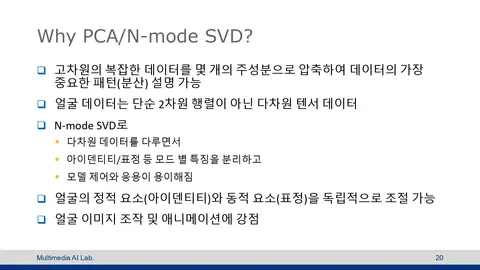 Why PCA/N-mode SVD?
고차원의 복잡한 데이터를 몇 개의 주성분으로 압축하여 데이터의 가장
중요한 패턴(분산) 설명 가능
얼굴 데이터는 단순 2차원 행렬이 아닌 다차원 텐서 데이터
N-mode SVD로
다차원 데이터를 다루면서
아이덴티티/표정 등 모드 별 특징을 분리하고
모델 제어와 응용이 용이해짐
얼굴의 정적 요소(아이덴티티)와 동적 요소(표정)을 독립적으로 조절 가능
얼굴 이미지 조작 및 애니메이션에 강점
Multimedia AI Lab.
20